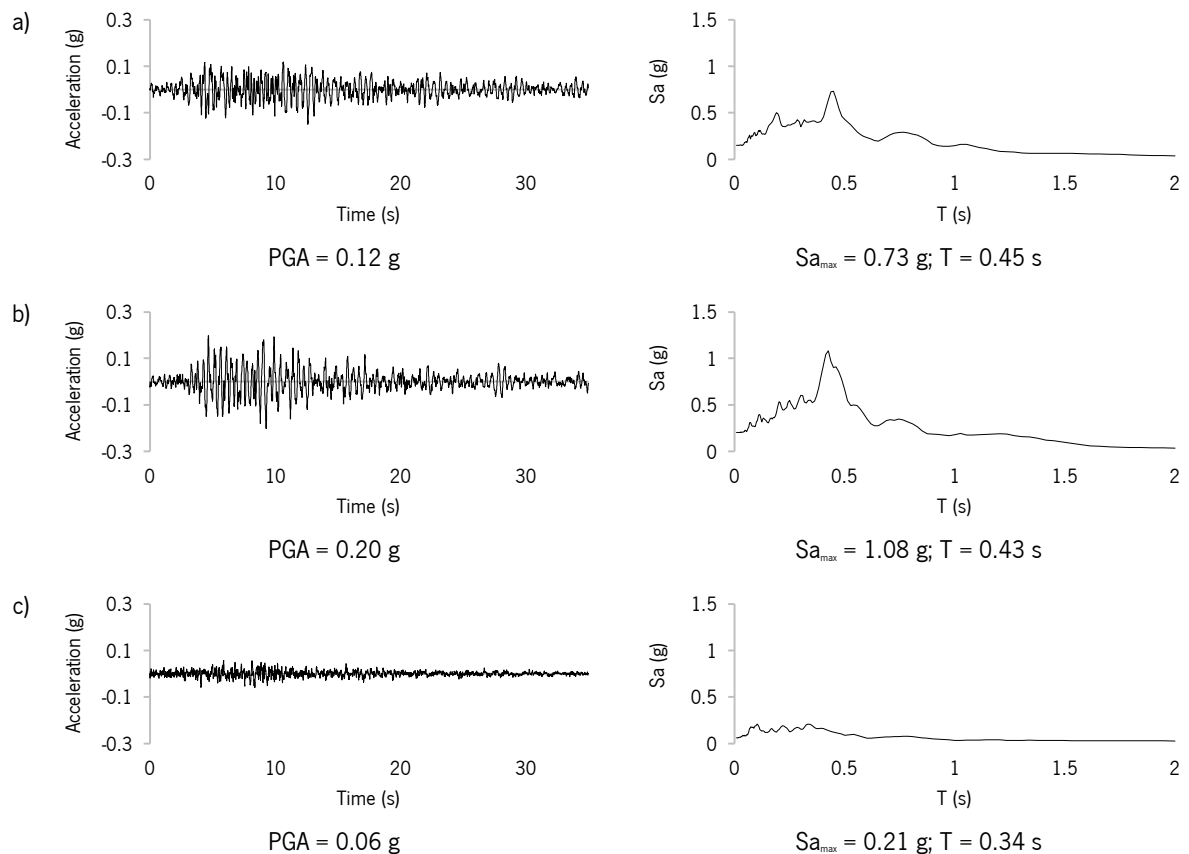 a)
Acceleration (g)
0.3
0.1
-0.1
-0.3
0 10 20 30
Time (s)
PGA = 0.12 g
Sa (g)
1.5
1
0.5
0
0 0.5 1 1.5 2
T (s)
Samax = 0.73 g; T = 0.45 s
b)
Acceleration (g)
0.3
0.1
-0.1
-0.3
0 10 20 30
Time (s)
PGA = 0.20 g
Sa (g)
1.5
1
0.5
0
0 0.5 1 1.5 2
T (s)
Samax = 1.08 g; T = 0.43 s
c)
Acceleration (g)
0.3
0.1
-0.1
-0.3
0 10 20 30
Time (s)
PGA = 0.06 g
Sa (g)
1.5
1
0.5
0
0 0.5 1 1.5 2
T (s)
Samax = 0.21 g; T = 0.34 s